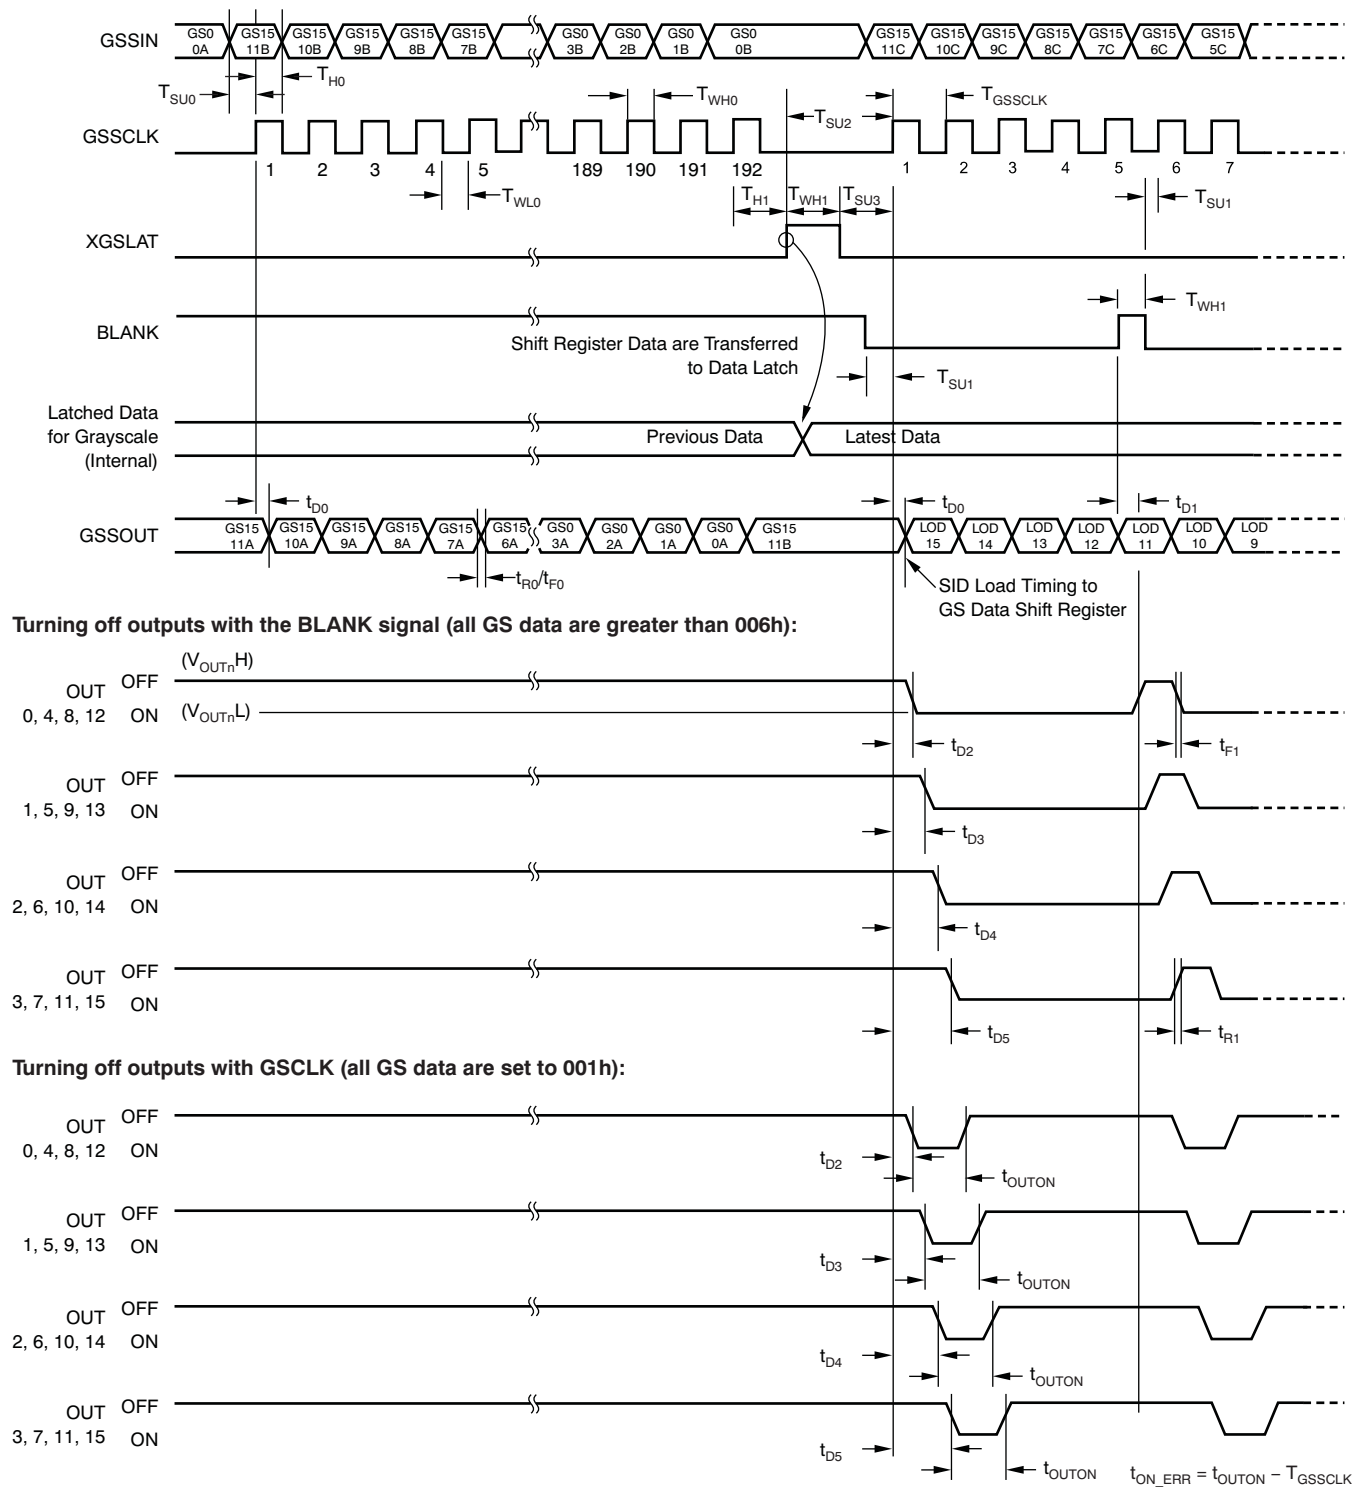 GSSIN
GS0 0A
GS15 11B
GS15 10B
GS15 9B
GS15 8B
GS15 7B
GS0 3B
GS0 2B
GS0 1B
GS0 0B
GS15 11C
GS15 10C
GS15 9C
GS15 8C
GS15 7C
GS15 6C
GS15 5C
TSU0
TH0
TWH0
TGSSCLK
TSU2
GSSCLK
1 2 3 4 5 189 190 191 192 1 2 3 4 5 6 7
TWL0
TH1
TWH1
TSU3
TSU1
XGSLAT
TWH1
BLANK
Shift Register Data are Transferred
to Data Latch
TSU1
Latched Data
for Grayscale
(Internal)
Previous Data
Latest Data
tD0
tD0
tD1
GSSOUT
GS15 11A
GS15 10A
GS15 9A
GS15 8A
GS15 7A
GS15 6A
GS0 3A
GS0 2A
GS0 1A
GS0 0A
GS15 11B
LOD 15
LOD 14
LOD 13
LOD 12
LOD 11
LOD 10
LOD 9
tR0/tF0
SID Load Timing to
GS Data Shift Register
Turning off outputs with the BLANK signal (all GS data are greater than 006h):
(VOUTnH)
OUT
0, 4, 8, 12
OFF
ON
(VOUTnL)
tD2
tF1
OUT
1, 5, 9, 13
OFF
ON
tD3
OUT
2, 6, 10, 14
OFF
ON
tD4
OUT
3, 7, 11, 15
OFF
ON
tD5
tR1
Turning off outputs with GSCLK (all GS data are set to 001h):
OUT
0, 4, 8, 12
OFF
ON
tD2
tOUTON
OUT
1, 5, 9, 13
OFF
ON
tD3
tOUTON
OUT
2, 6, 10, 14
OFF
ON
tD4
tOUTON
OUT
3, 7, 11, 15
OFF
ON
tD5
tOUTON
tON_ERR = tOUTON − TGSSCLK